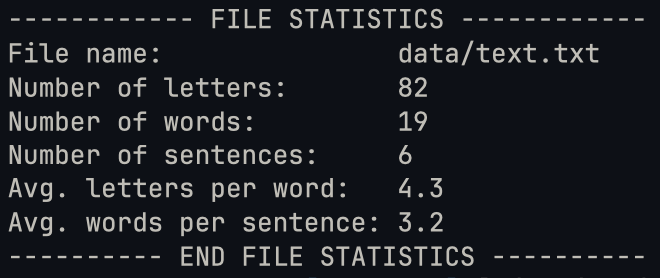 ------------ FILE STATISTICS ------------
File name:               data/text.txt
Number of letters:       82
Number of words:         19
Number of sentences:     6
Avg. letters per word:   4.3
Avg. words per sentence: 3.2
---------- END FILE STATISTICS ----------